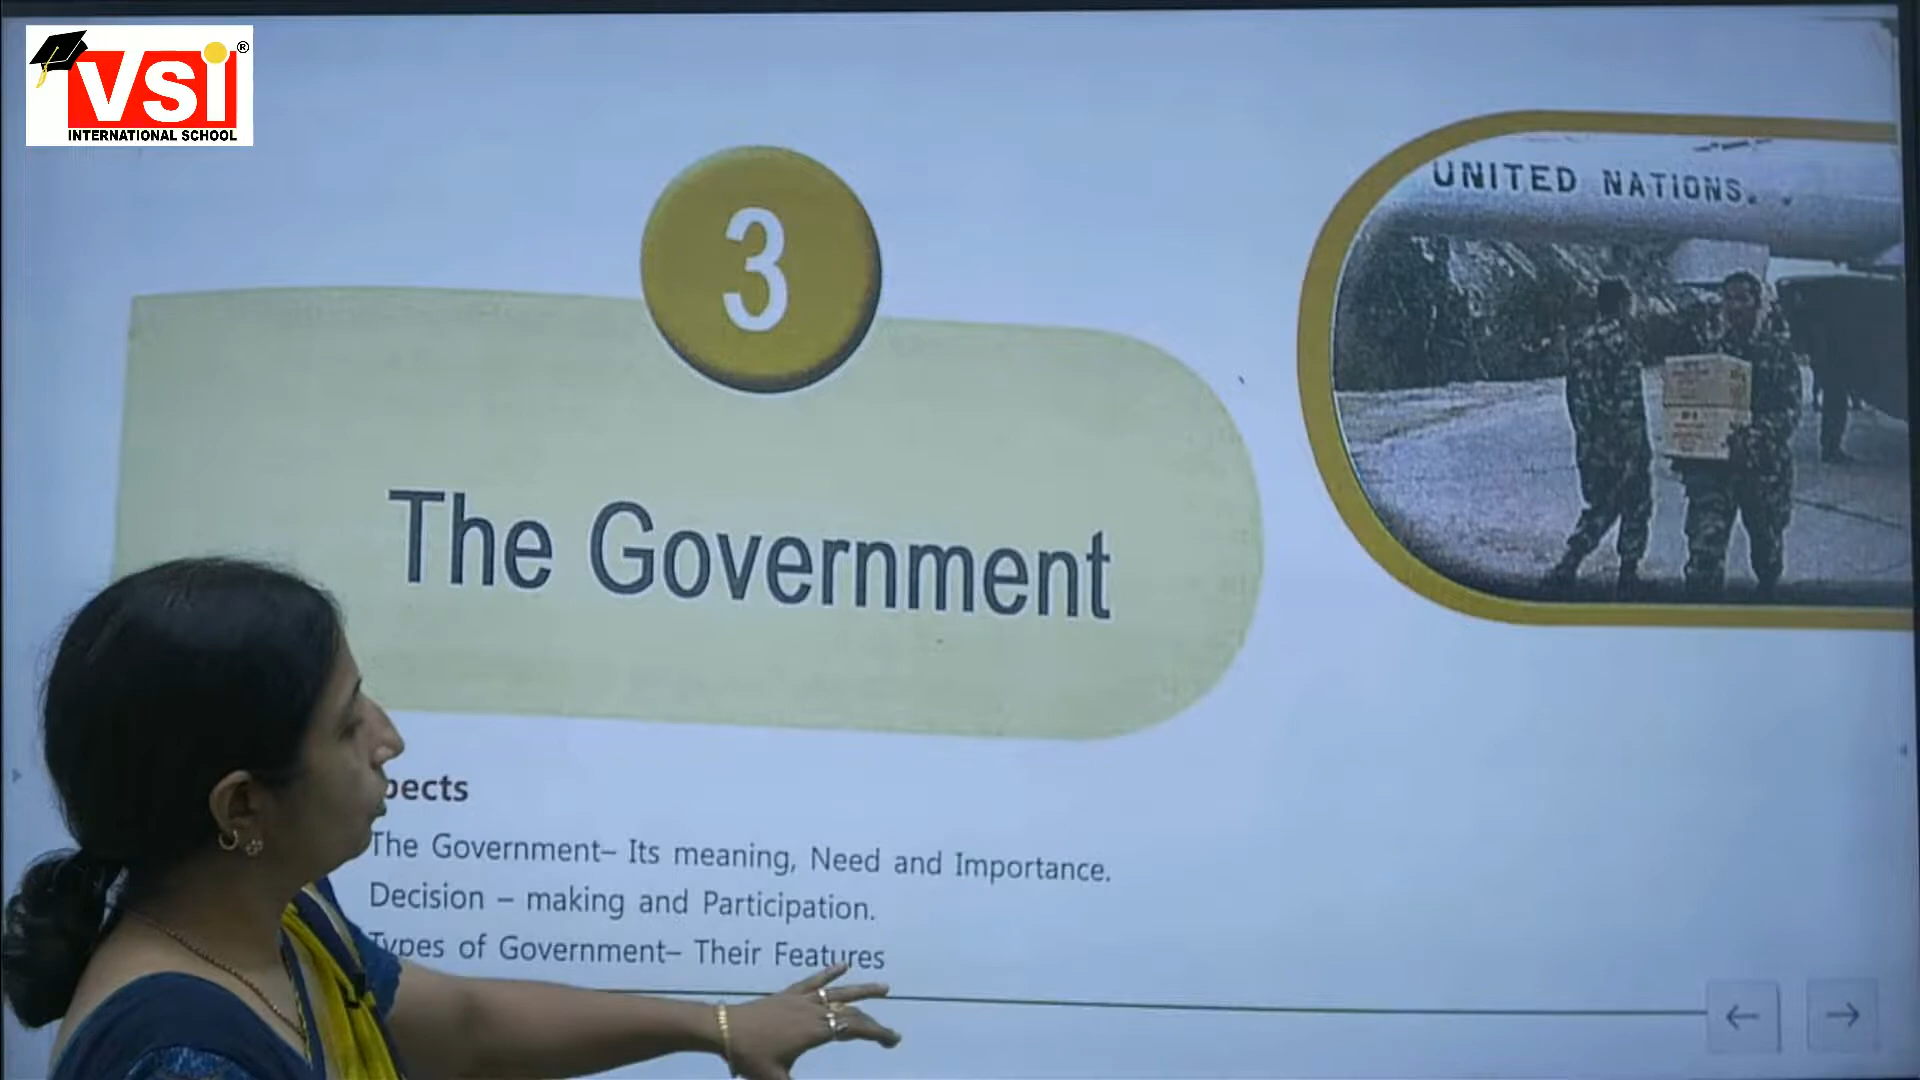 VSI®
INTERNATIONAL SCHOOL
UNITED NATIONS.
3
The Government
pects
The Government– Its meaning, Need and Importance.
Decision – making and Participation.
Types of Government– Their Features